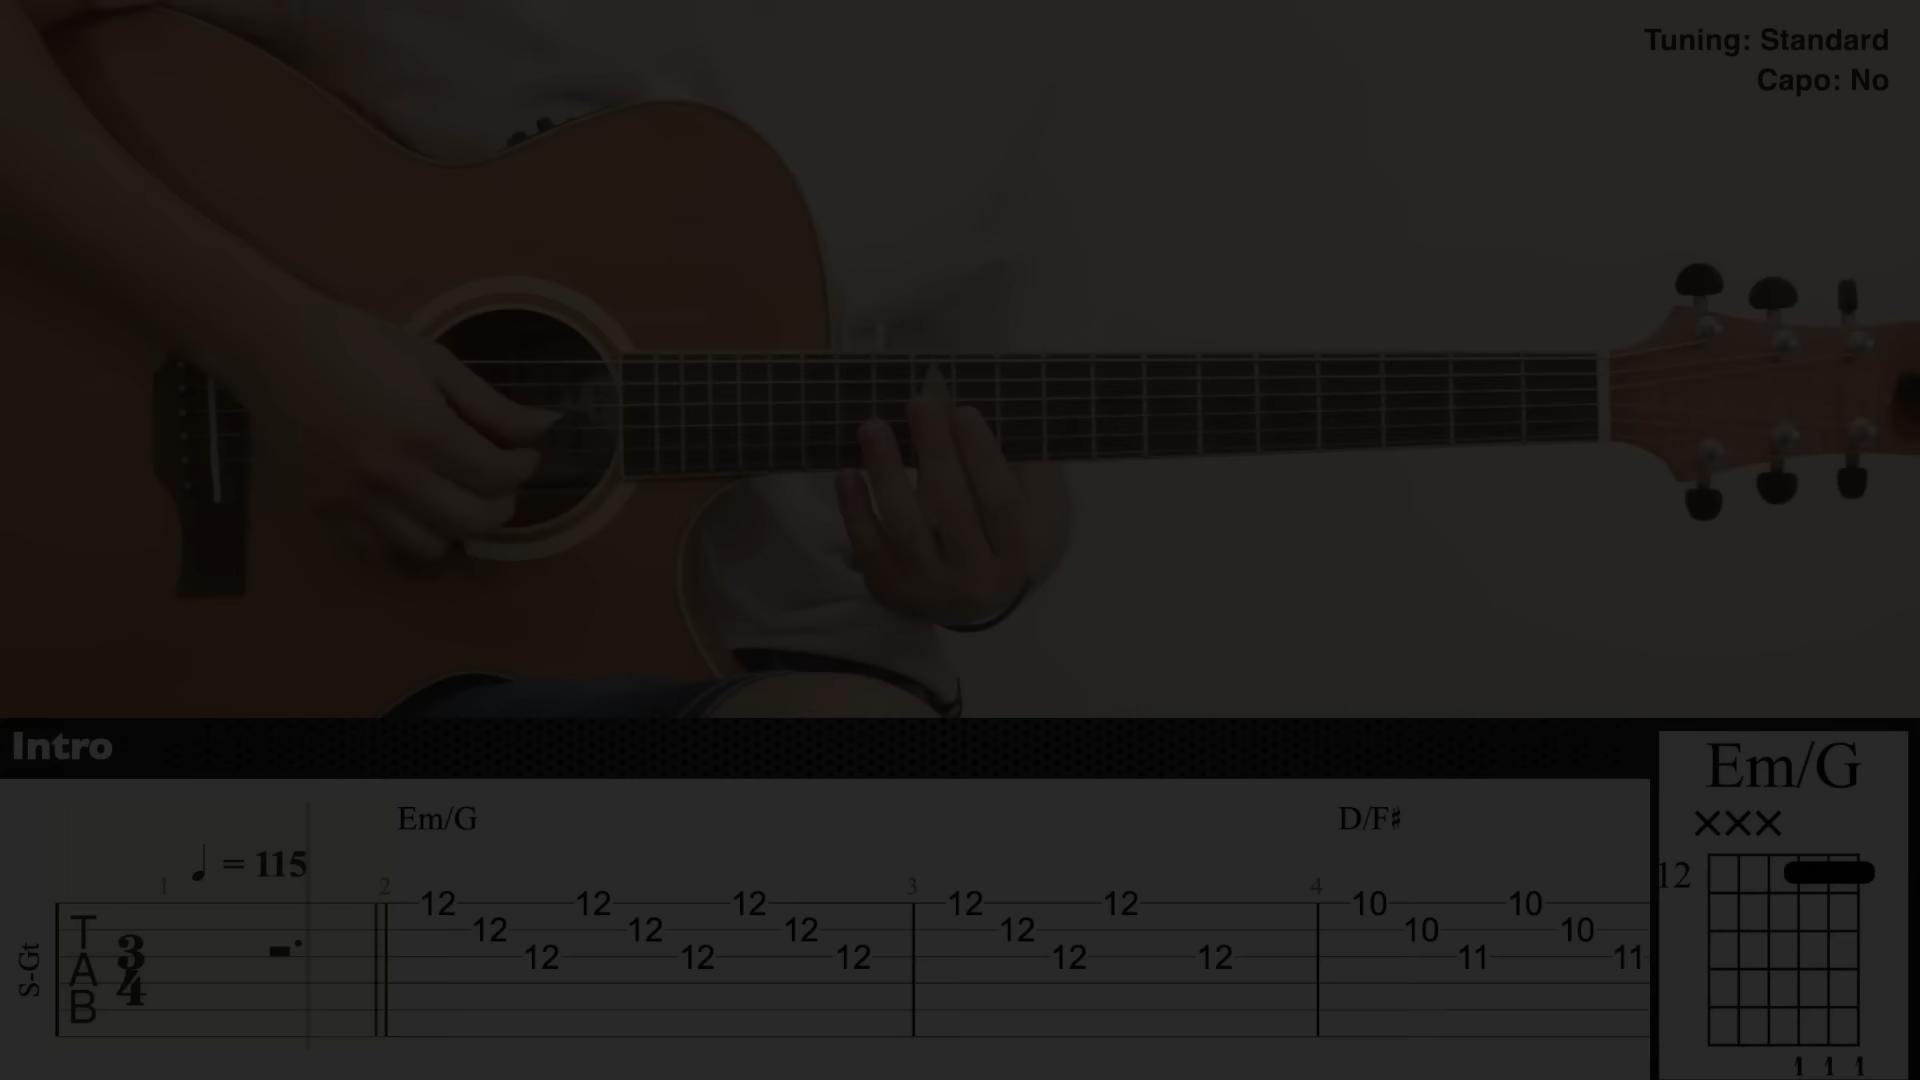 Tuning: Standard
Capo: No
Intro
Em/G
×××
12
1 1 1
Em/G D/F♯
♩ = 115
1 2 3 4
S-Gt
TAB
3/4
12 12 12 12 12 10 10
12 12 12 12 10 10
12 12 12 12 12 11 11